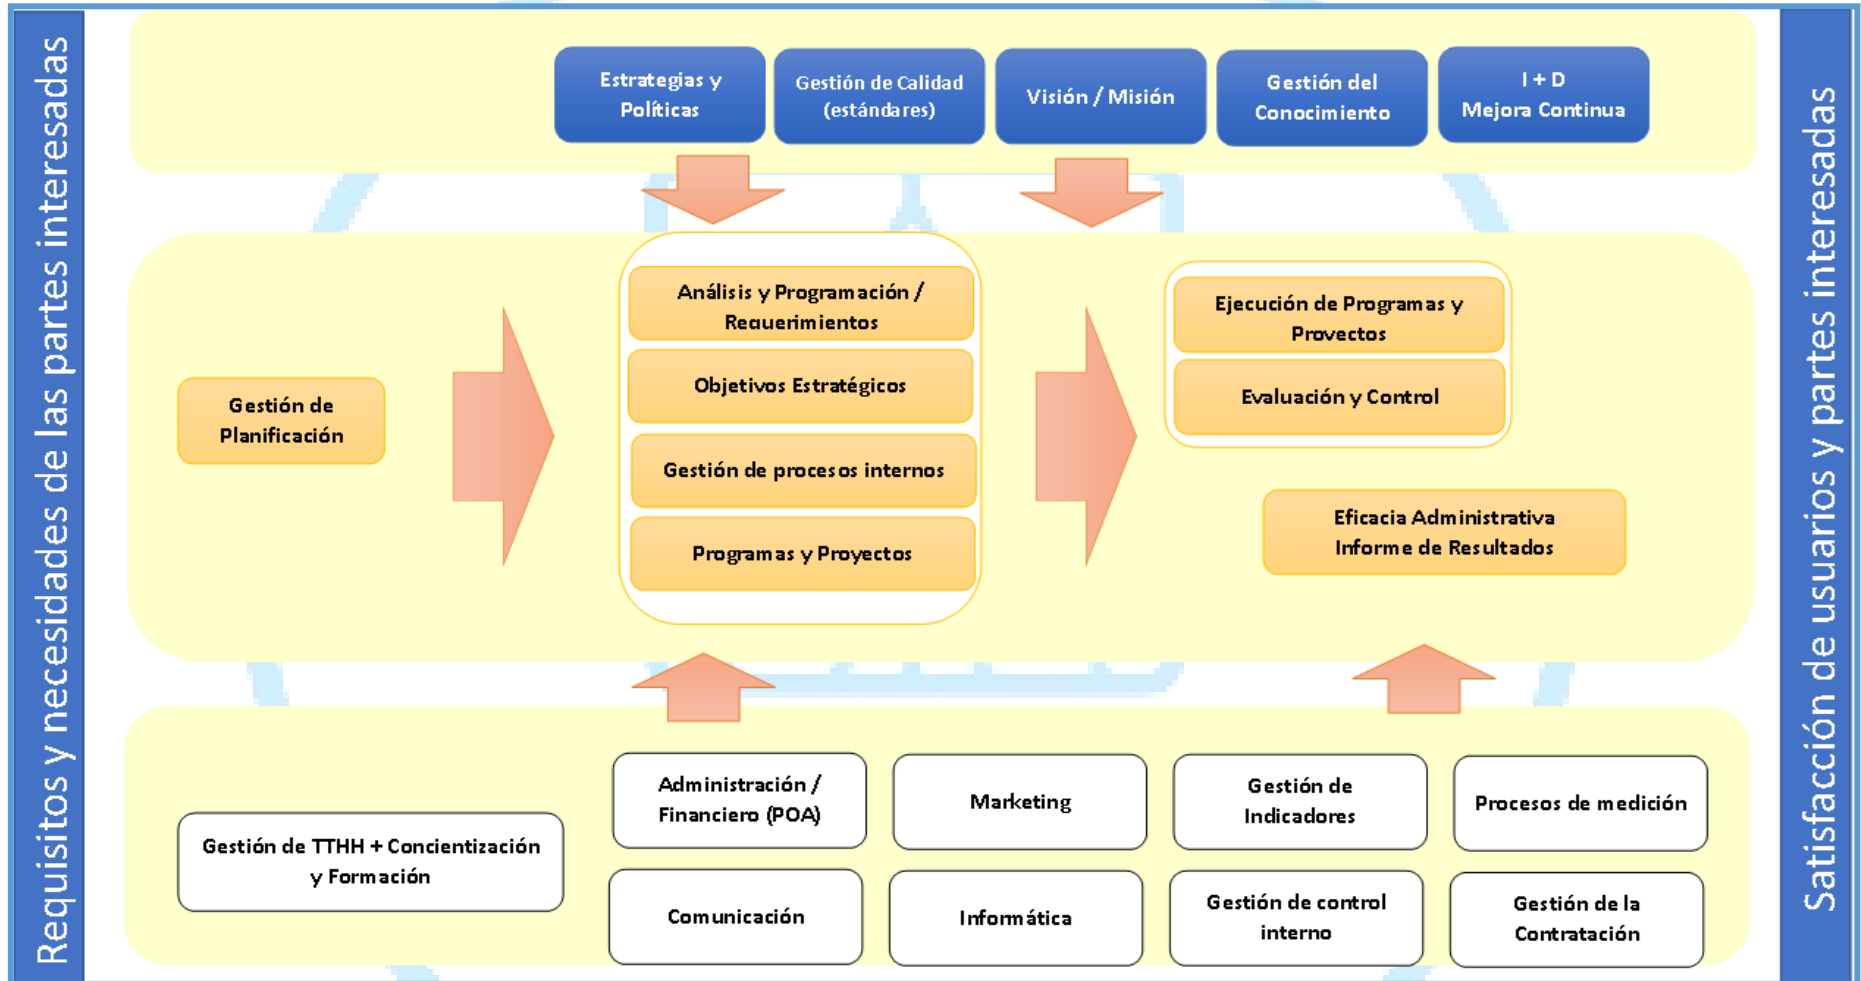 Requisitos y necesidades de las partes interesadas
Estrategias y
Políticas
Gestión de Calidad
(estándares)
Visión / Misión
Gestión del
Conocimiento
I + D
Mejora Continua
Gestión de
Planificación
Análisis y Programación /
Requerimientos
Objetivos Estratégicos
Gestión de procesos internos
Programas y Proyectos
Ejecución de Programas y
Proyectos
Evaluación y Control
Eficacia Administrativa
Informe de Resultados
Gestión de TTHH + Concientización
y Formación
Administración /
Financiero (POA)
Marketing
Gestión de
Indicadores
Procesos de medición
Comunicación
Informática
Gestión de control
interno
Gestión de la
Contratación
Satisfacción de usuarios y partes interesadas